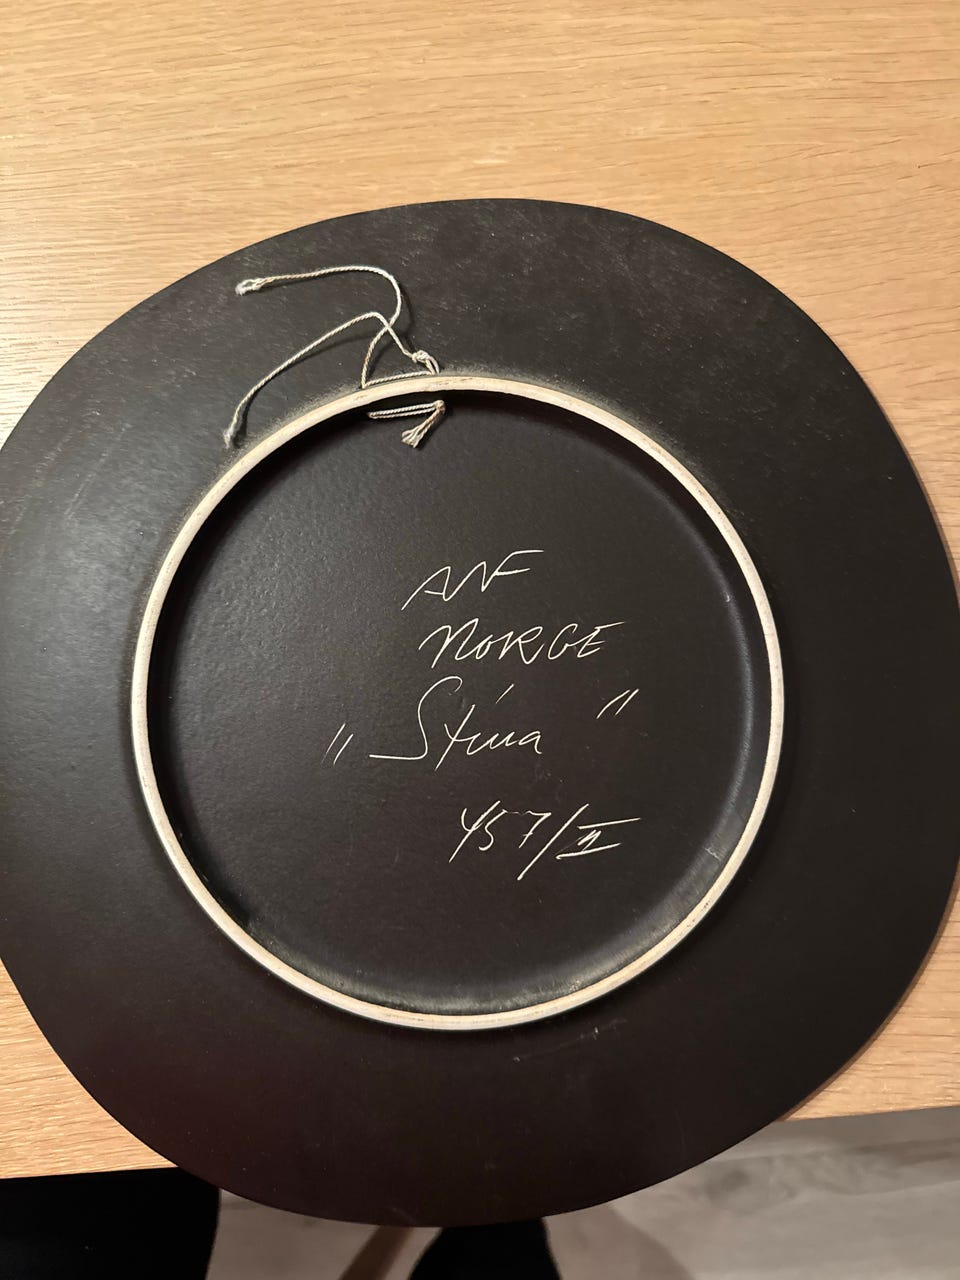 ANF
NORGE
"Stina"
457/II